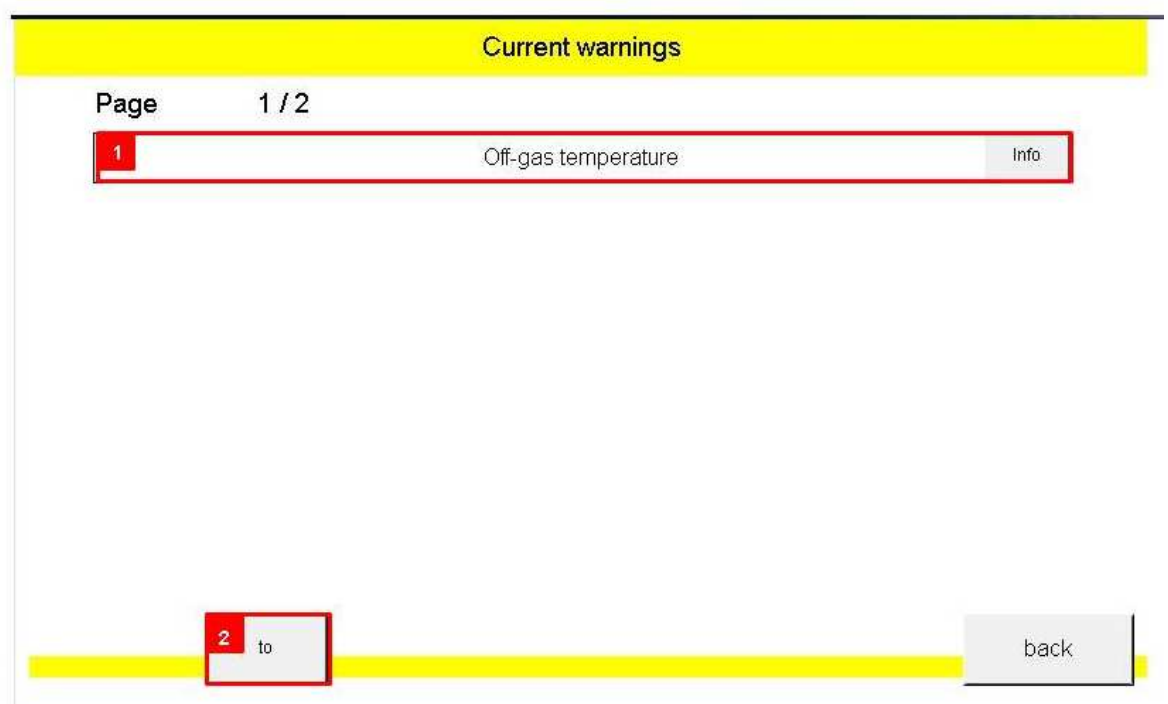 Current warnings
Page 1 / 2
1 Off-gas temperature Info
2 to back